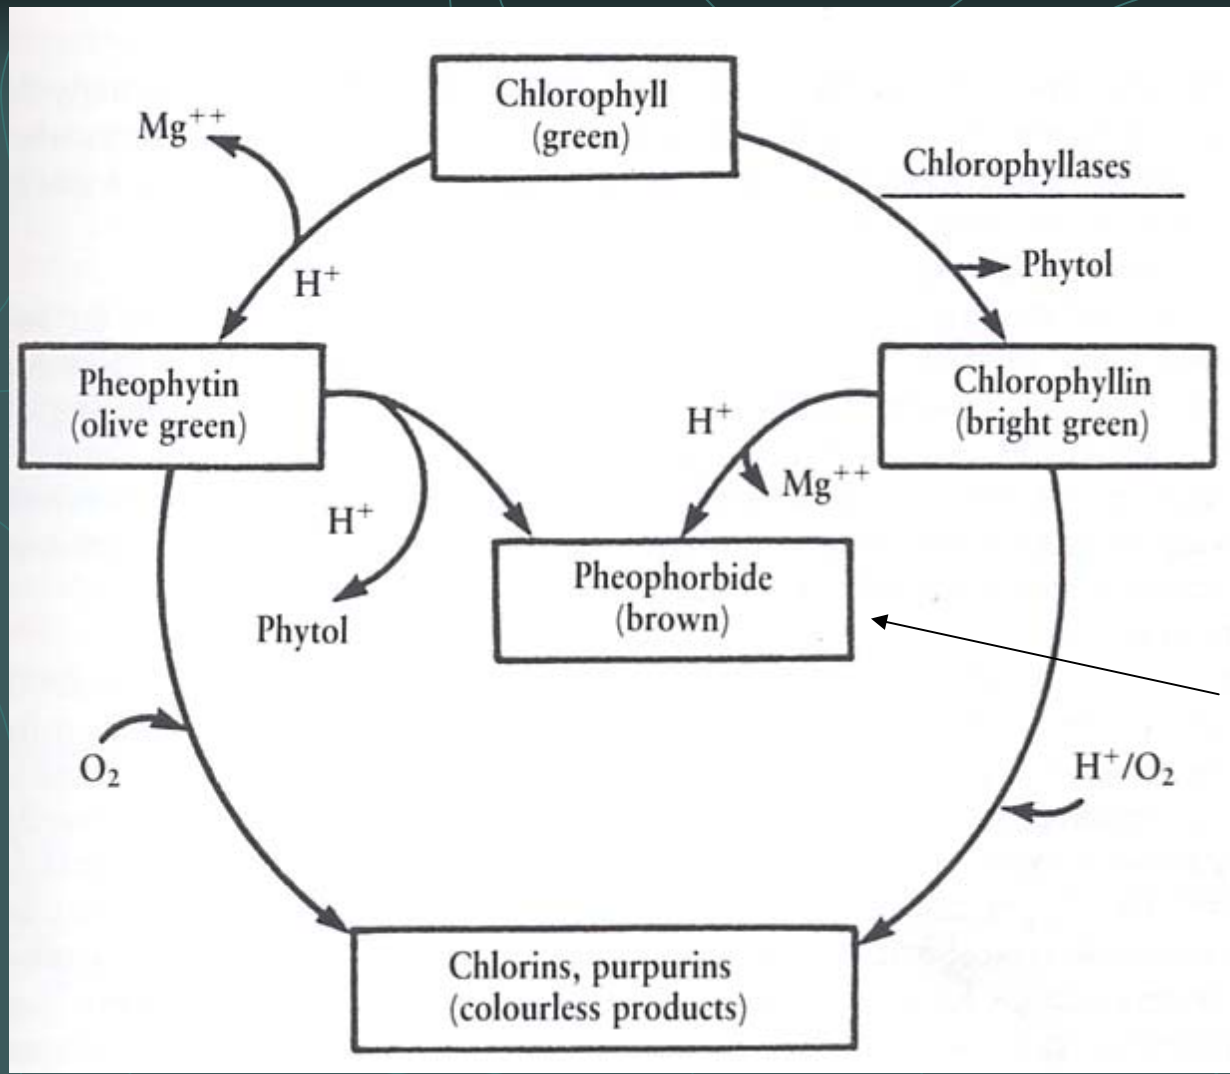 Chlorophyll
(green)
Mg⁺⁺
Chlorophyllases
H⁺
Phytol
Pheophytin
(olive green)
Chlorophyllin
(bright green)
H⁺
Mg⁺⁺
H⁺
Phytol
Pheophorbide
(brown)
O₂
H⁺/O₂
Chlorins, purpurins
(colourless products)